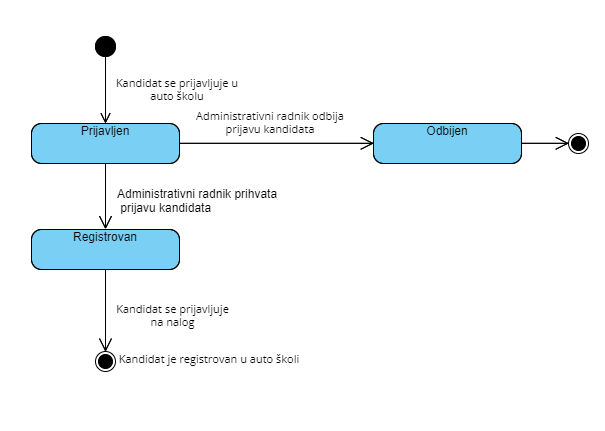 Kandidat se prijavljuje u
auto školu
Administrativni radnik odbija
prijavu kandidata
Prijavljen
Odbijen
Administrativni radnik prihvata
prijavu kandidata
Registrovan
Kandidat se prijavljuje
na nalog
Kandidat je registrovan u auto školi